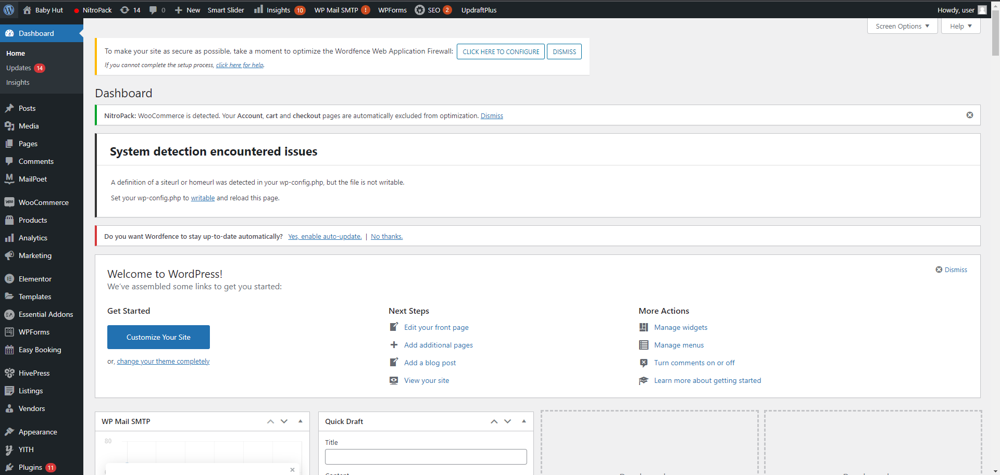 Baby Hut NitroPack 14 0 New Smart Slider Insights 10 WP Mail SMTP ! WPForms SEO 2 UpdraftPlus Howdy, user
Screen Options Help
Dashboard
Home
Updates 14
Insights
Posts
Media
Pages
Comments
MailPoet
WooCommerce
Products
Analytics
Marketing
Elementor
Templates
Essential Addons
WPForms
Easy Booking
HivePress
Listings
Vendors
Appearance
YITH
Plugins 11
To make your site as secure as possible, take a moment to optimize the Wordfence Web Application Firewall: CLICK HERE TO CONFIGURE DISMISS
If you cannot complete the setup process, click here for help.
Dashboard
NitroPack: WooCommerce is detected. Your Account, cart and checkout pages are automatically excluded from optimization. Dismiss
System detection encountered issues
A definition of a siteurl or homeurl was detected in your wp-config.php, but the file is not writable.
Set your wp-config.php to writable and reload this page.
Do you want Wordfence to stay up-to-date automatically? Yes, enable auto-update. | No thanks.
Welcome to WordPress!
Dismiss
We've assembled some links to get you started:
Get Started
Customize Your Site
or, change your theme completely
Next Steps
Edit your front page
Add additional pages
Add a blog post
View your site
More Actions
Manage widgets
Manage menus
Turn comments on or off
Learn more about getting started
WP Mail SMTP
80
Quick Draft
Title